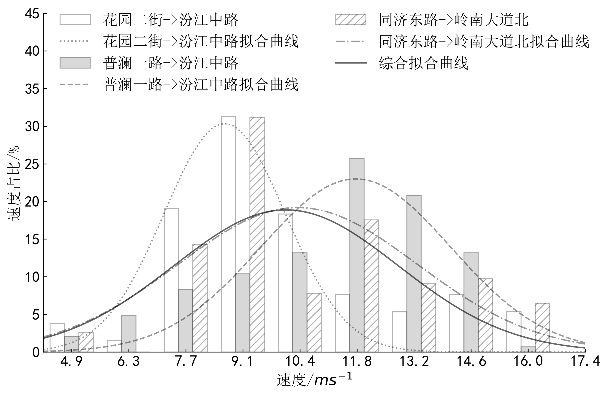 45
40
35
30
25
20
15
10
5
0
速度占比/%
花园二街->汾江中路
花园二街->汾江中路拟合曲线
普澜一路->汾江中路
普澜一路->汾江中路拟合曲线
同济东路->岭南大道北
同济东路->岭南大道北拟合曲线
综合拟合曲线
4.9 6.3 7.7 9.1 10.4 11.8 13.2 14.6 16.0 17.4
速度/ms⁻¹